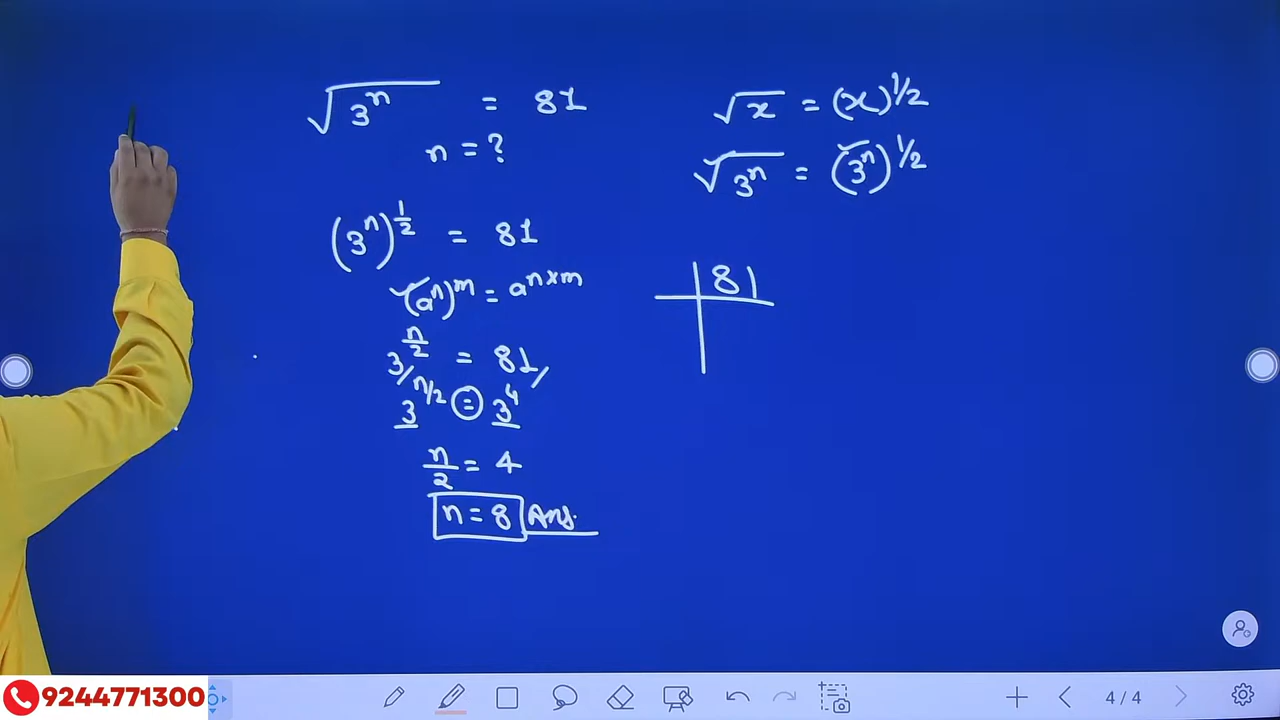 √3ⁿ = 81
n = ?
(3ⁿ)^(1/2) = 81
(aⁿ)ᵐ = aⁿˣᵐ
3^(n/2) = 81
3^(n/2) = 3⁴
n/2 = 4
n = 8 Ans.
√x = (x)^(1/2)
√3ⁿ = (3ⁿ)^(1/2)
81
9244771300
4/4